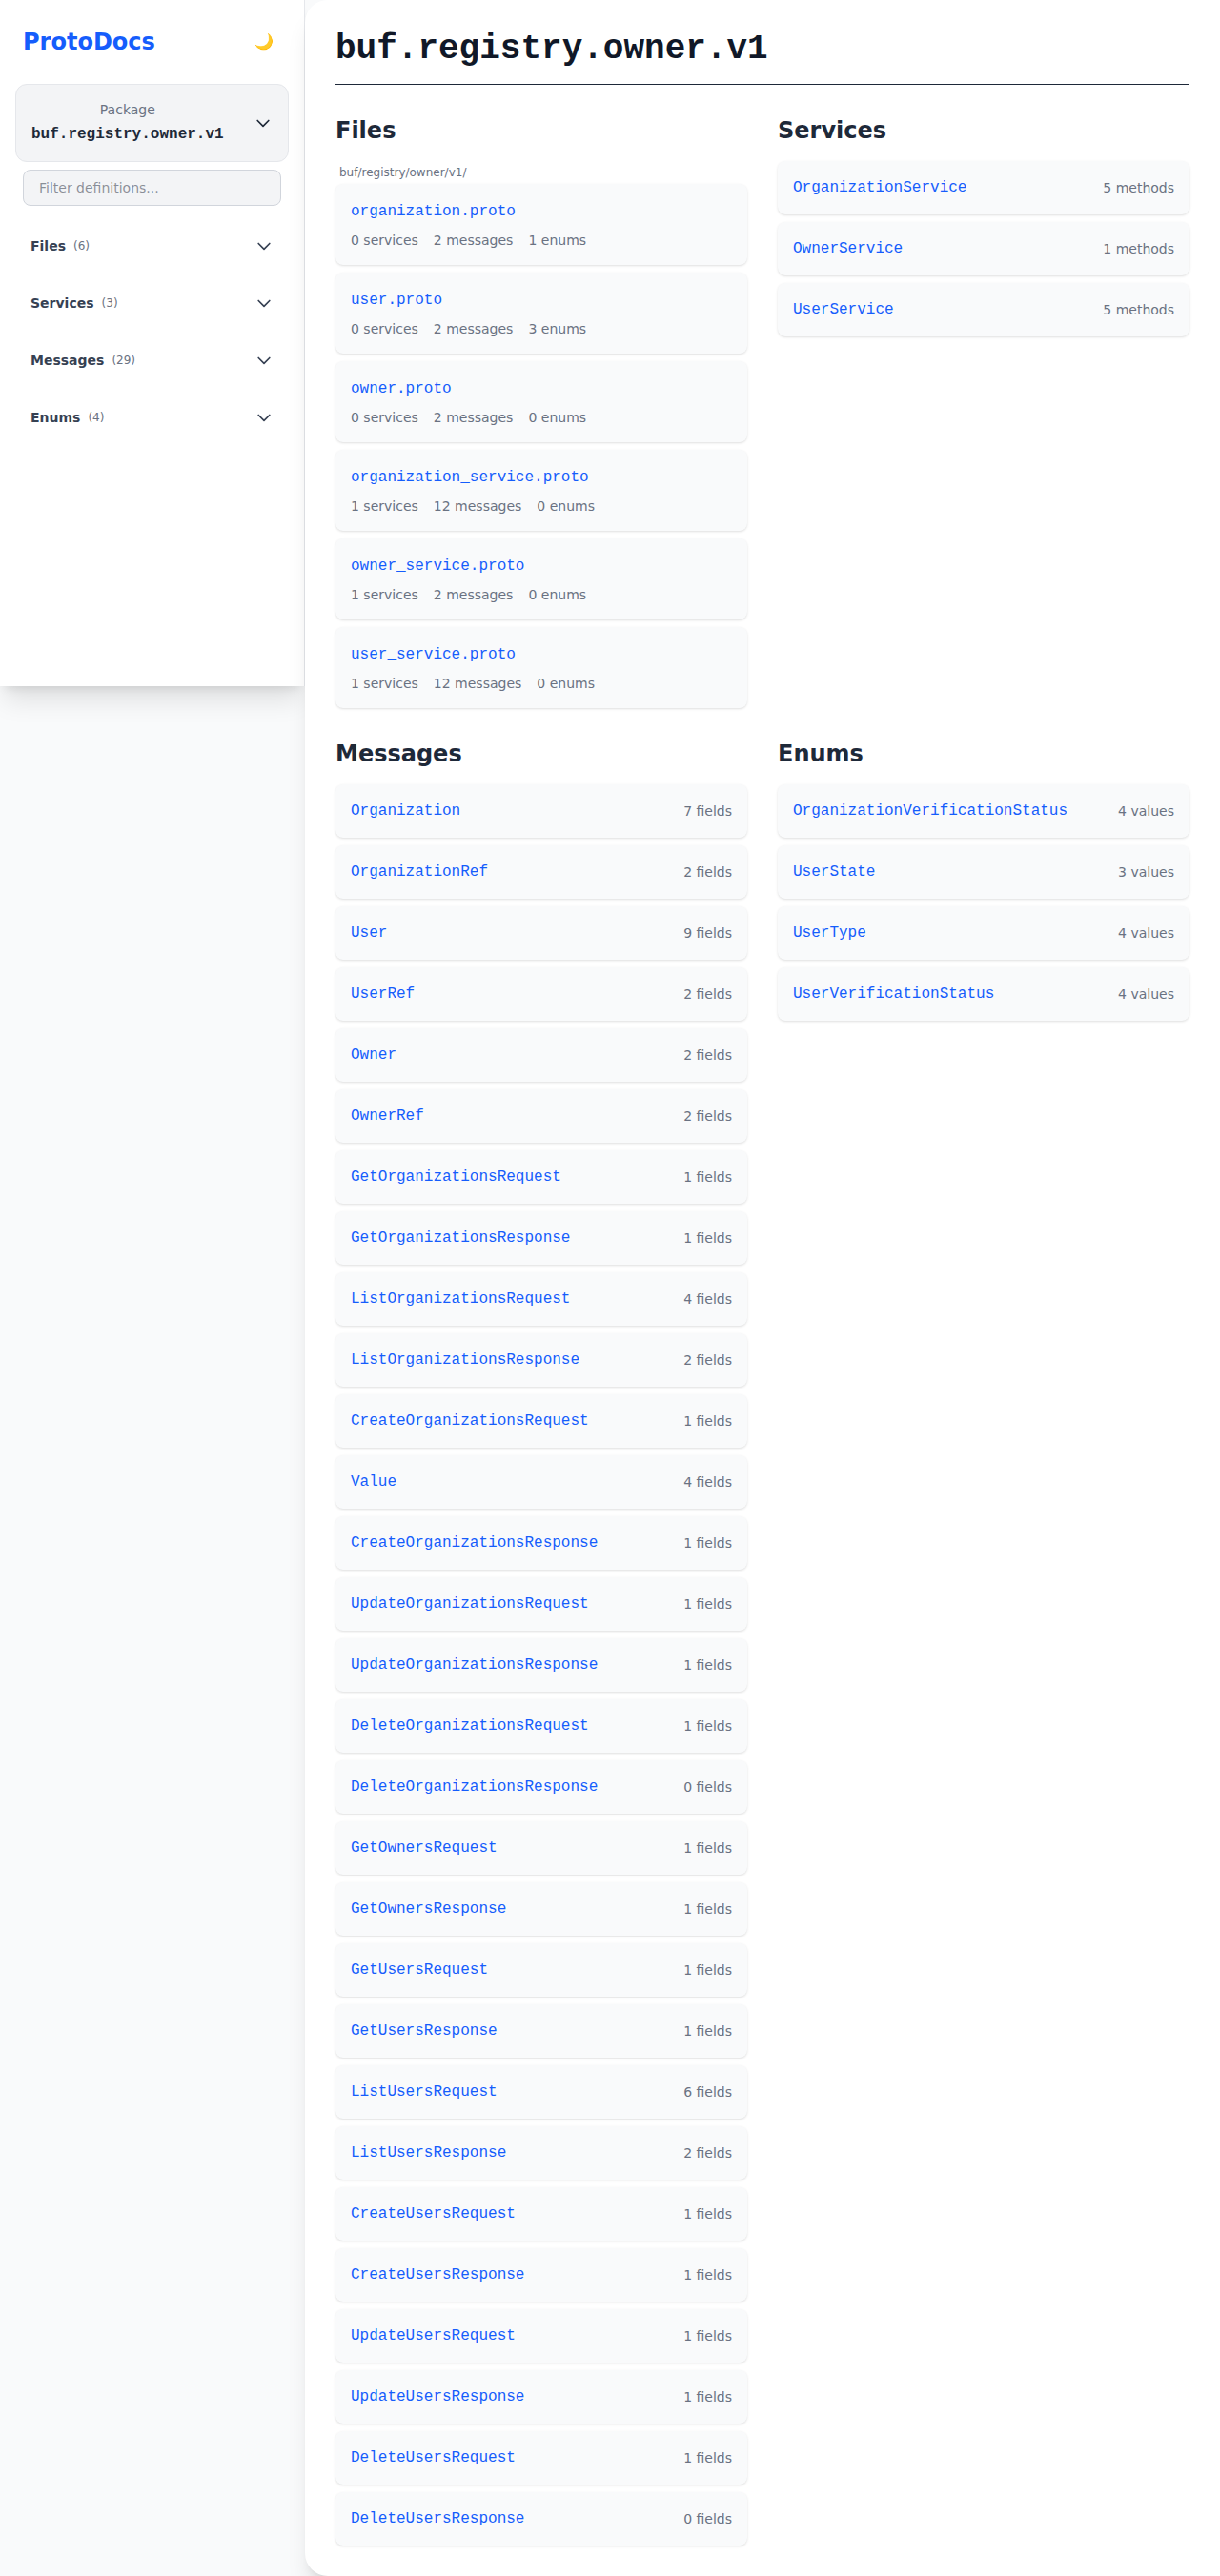 ProtoDocs
Package
buf.registry.owner.v1
Filter definitions...
Files (6)
Services (3)
Messages (29)
Enums (4)
buf.registry.owner.v1
Files
buf/registry/owner/v1/
organization.proto
0 services 2 messages 1 enums
user.proto
0 services 2 messages 3 enums
owner.proto
0 services 2 messages 0 enums
organization_service.proto
1 services 12 messages 0 enums
owner_service.proto
1 services 2 messages 0 enums
user_service.proto
1 services 12 messages 0 enums
Services
OrganizationService 5 methods
OwnerService 1 methods
UserService 5 methods
Messages
Organization 7 fields
OrganizationRef 2 fields
User 9 fields
UserRef 2 fields
Owner 2 fields
OwnerRef 2 fields
GetOrganizationsRequest 1 fields
GetOrganizationsResponse 1 fields
ListOrganizationsRequest 4 fields
ListOrganizationsResponse 2 fields
CreateOrganizationsRequest 1 fields
Value 4 fields
CreateOrganizationsResponse 1 fields
UpdateOrganizationsRequest 1 fields
UpdateOrganizationsResponse 1 fields
DeleteOrganizationsRequest 1 fields
DeleteOrganizationsResponse 0 fields
GetOwnersRequest 1 fields
GetOwnersResponse 1 fields
GetUsersRequest 1 fields
GetUsersResponse 1 fields
ListUsersRequest 6 fields
ListUsersResponse 2 fields
CreateUsersRequest 1 fields
CreateUsersResponse 1 fields
UpdateUsersRequest 1 fields
UpdateUsersResponse 1 fields
DeleteUsersRequest 1 fields
DeleteUsersResponse 0 fields
Enums
OrganizationVerificationStatus 4 values
UserState 3 values
UserType 4 values
UserVerificationStatus 4 values